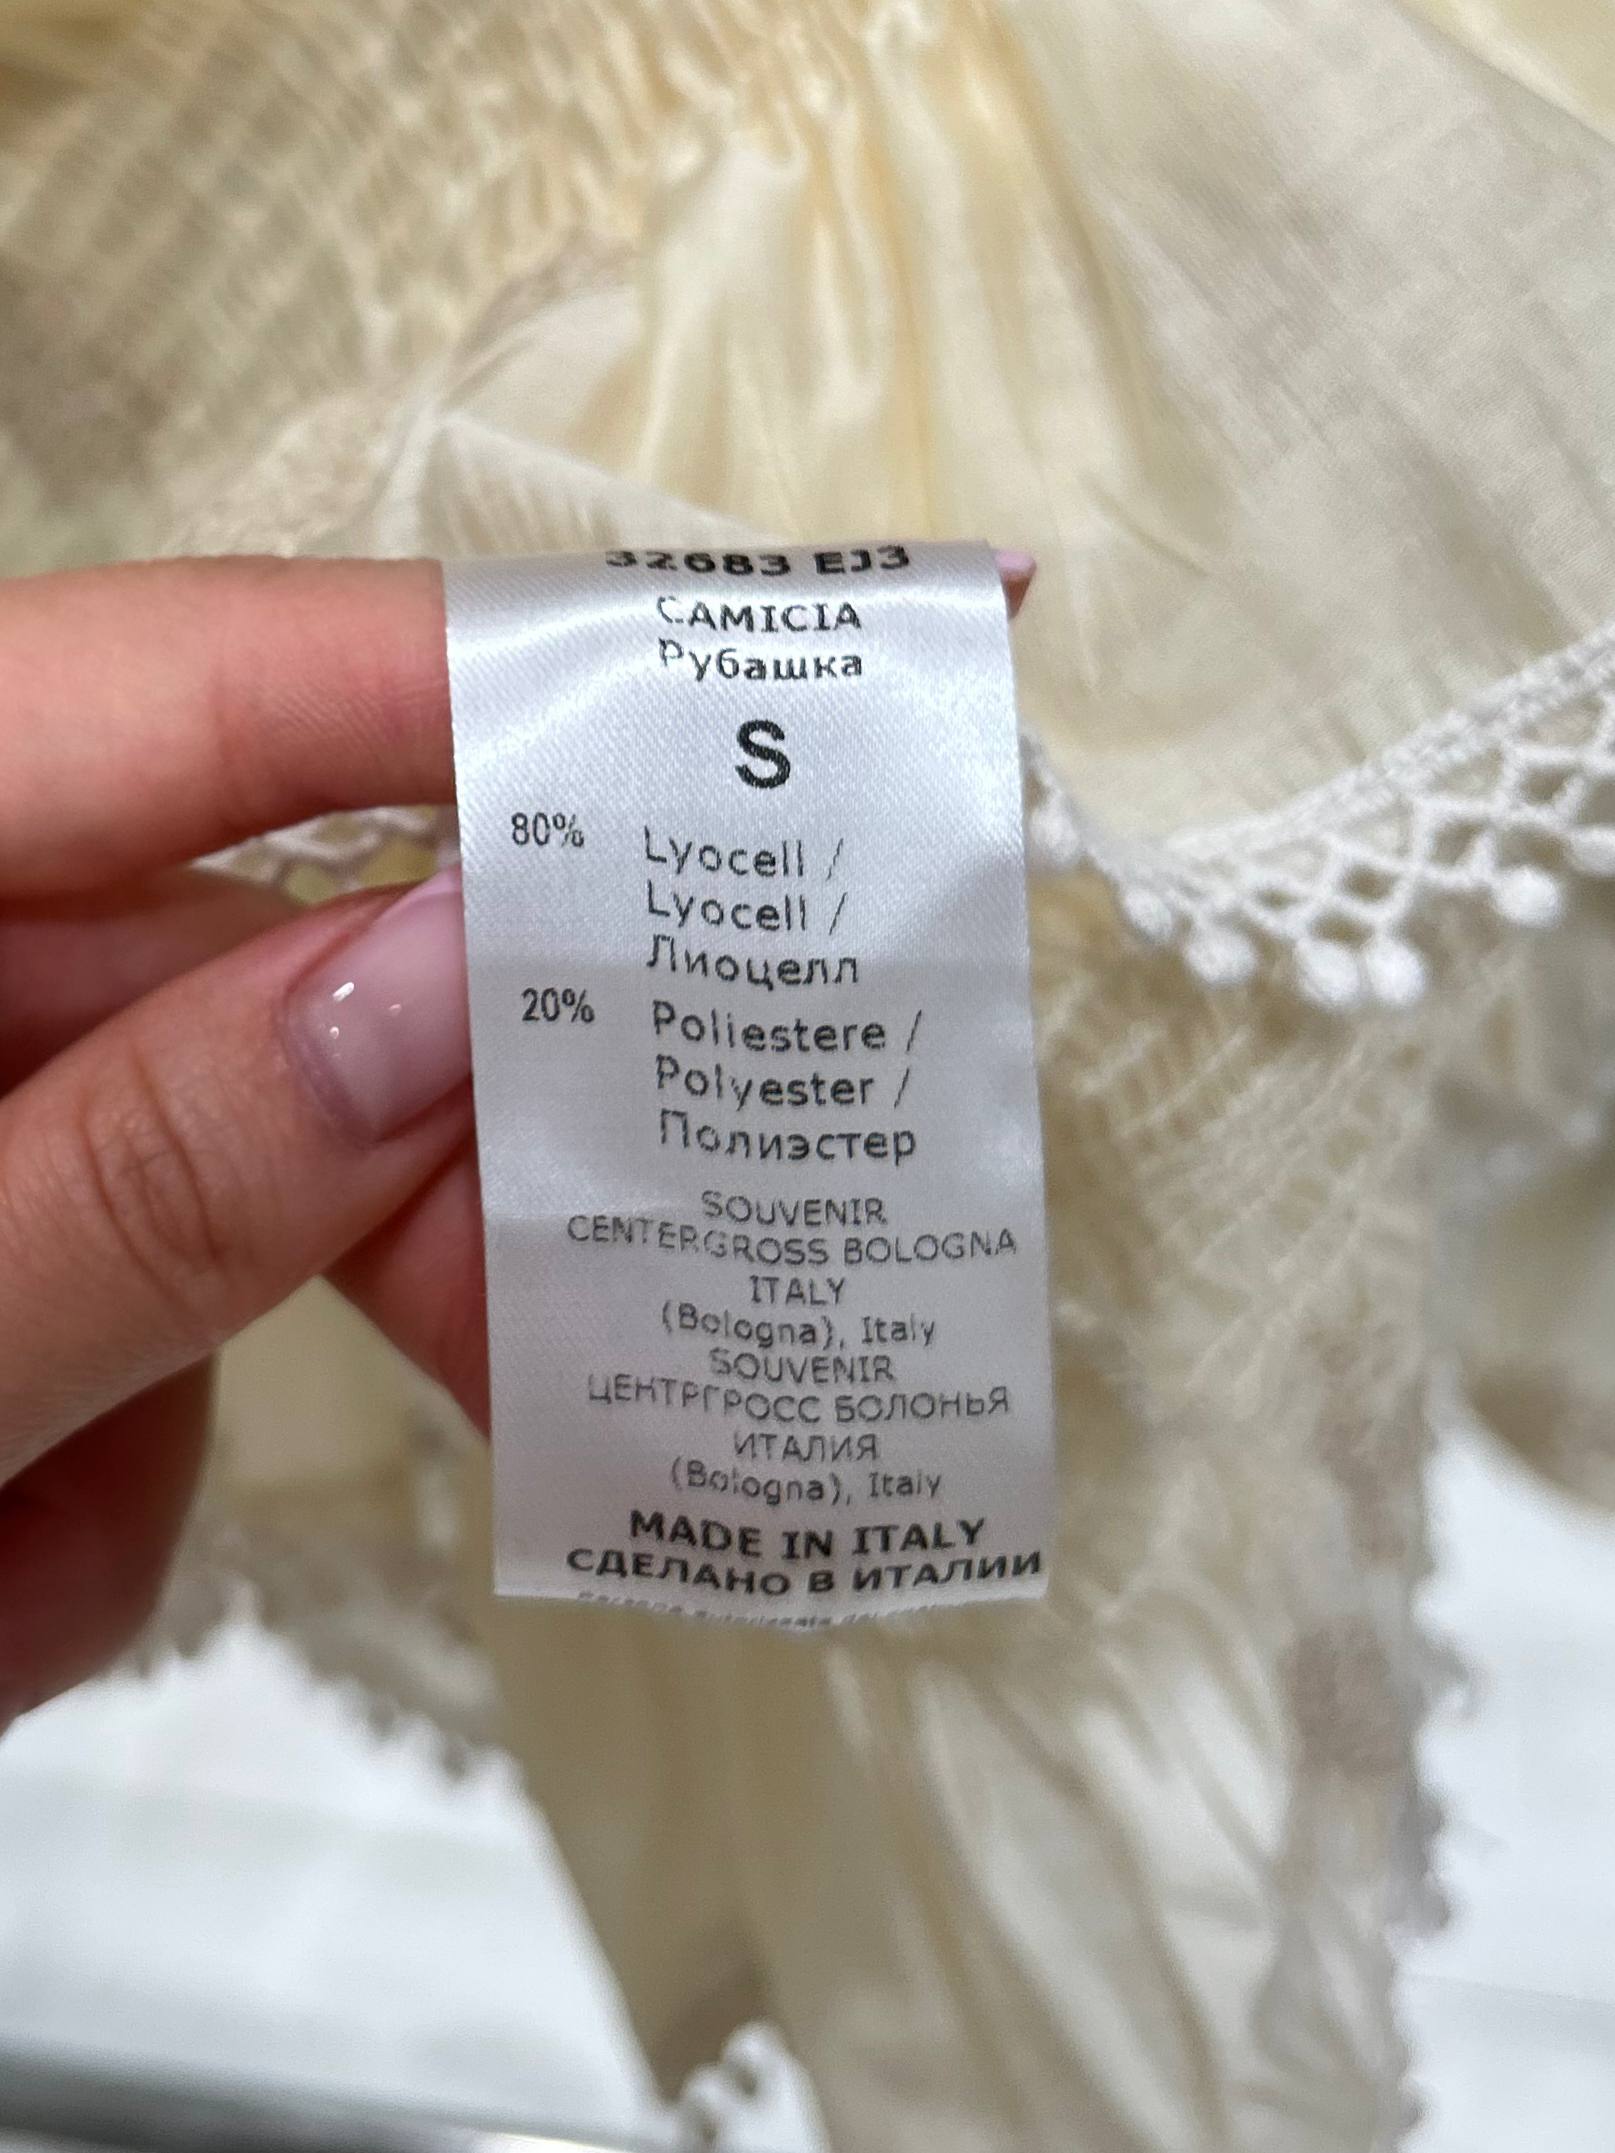 32683 EJ3
CAMICIA
Рубашка
S
80% Lyocell /
Lyocell /
Лиоцелл
20% Poliestere /
Polyester /
Полиэстер
SOUVENIR
CENTERGROSS BOLOGNA
ITALY
(Bologna), Italy
SOUVENIR
ЦЕНТРГРОСС БОЛОНЬЯ
ИТАЛИЯ
(Bologna), Italy
MADE IN ITALY
СДЕЛАНО В ИТАЛИИ